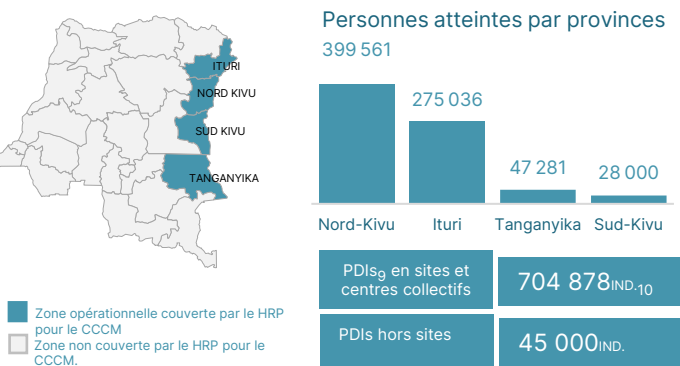 Personnes atteintes par provinces
399 561
275 036
47 281
28 000
Nord-Kivu
Ituri
Tanganyika
Sud-Kivu
ITURI
NORD KIVU
SUD KIVU
TANGANYIKA
Zone opérationnelle couverte par le HRP
pour le CCCM
Zone non couverte par le HRP pour le
CCCM.
PDIs9 en sites et
centres collectifs
704 878IND.10
PDIs hors sites
45 000IND.